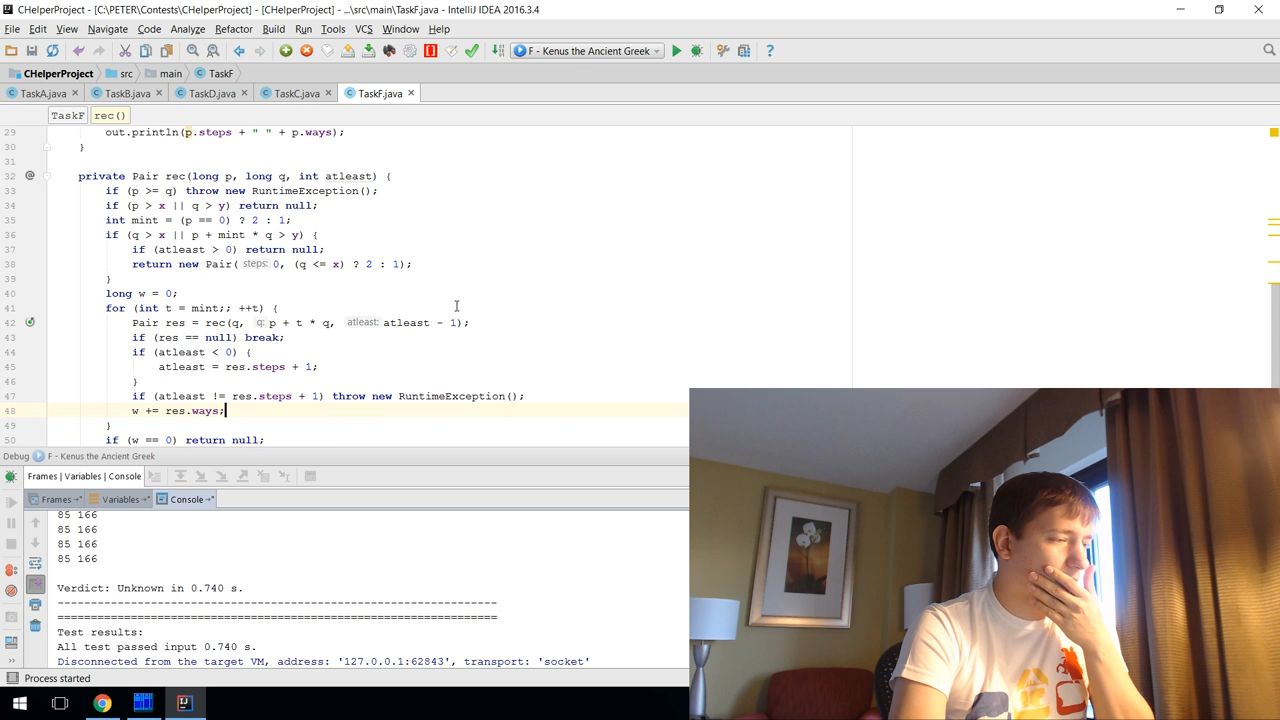 CHelperProject - [C:\PETER\Contests\CHelperProject] - [CHelperProject] - ...\src\main\TaskF.java - IntelliJ IDEA 2016.3.4
File Edit View Navigate Code Analyze Refactor Build Run Tools VCS Window Help
F - Kenus the Ancient Greek
CHelperProject src main TaskF
TaskA.java TaskB.java TaskD.java TaskC.java TaskF.java
TaskF rec()
29 out.println(p.steps + " " + p.ways);
30 }
31
32 private Pair rec(long p, long q, int atleast) {
33 if (p >= q) throw new RuntimeException();
34 if (p > x || q > y) return null;
35 int mint = (p == 0) ? 2 : 1;
36 if (q > x || p + mint * q > y) {
37 if (atleast > 0) return null;
38 return new Pair( steps: 0, (q <= x) ? 2 : 1);
39 }
40 long w = 0;
41 for (int t = mint;; ++t) {
42 Pair res = rec(q, q: p + t * q, atleast: atleast - 1);
43 if (res == null) break;
44 if (atleast < 0) {
45 atleast = res.steps + 1;
46 }
47 if (atleast != res.steps + 1) throw new RuntimeException();
48 w += res.ways;
49 }
50 if (w == 0) return null;
Debug F - Kenus the Ancient Greek
Frames | Variables | Console
Frames Variables Console
85 166
85 166
85 166
85 166
Verdict: Unknown in 0.740 s.
------------------------------------------------------------------
==================================================================
Test results:
All test passed input 0.740 s.
Disconnected from the target VM, address: '127.0.0.1:62843', transport: 'socket'
Process started